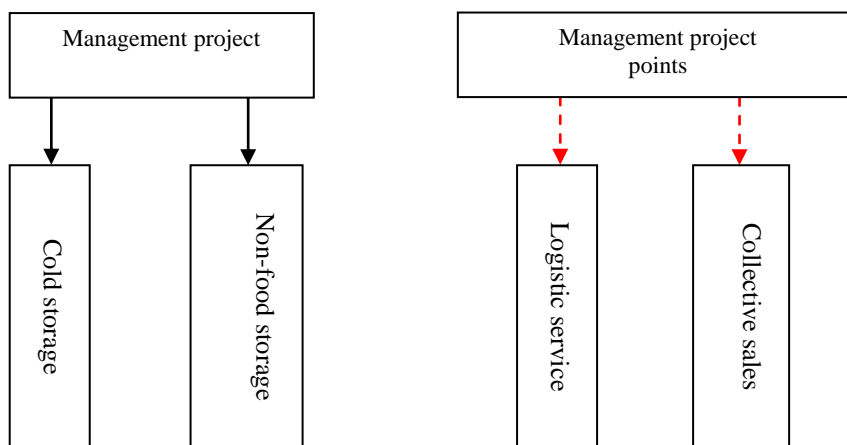 Management project
Management project
points
Cold storage
Non-food storage
Logistic service
Collective sales